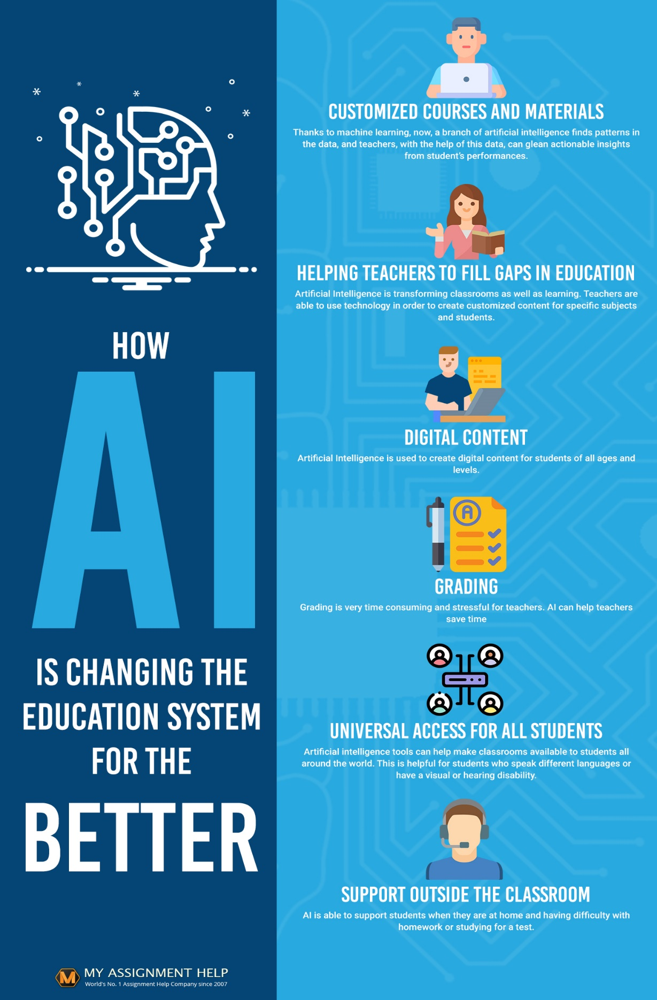 HOW
AI
IS CHANGING THE
EDUCATION SYSTEM
FOR THE
BETTER
MY ASSIGNMENT HELP
World's No. 1 Assignment Help Company since 2007
CUSTOMIZED COURSES AND MATERIALS
Thanks to machine learning, now, a branch of artificial intelligence finds patterns in
the data, and teachers, with the help of this data, can glean actionable insights
from student's performances.
HELPING TEACHERS TO FILL GAPS IN EDUCATION
Artificial Intelligence is transforming classrooms as well as learning. Teachers are
able to use technology in order to create customized content for specific subjects
and students.
DIGITAL CONTENT
Artificial Intelligence is used to create digital content for students of all ages and
levels.
A
GRADING
Grading is very time consuming and stressful for teachers. AI can help teachers
save time
UNIVERSAL ACCESS FOR ALL STUDENTS
Artificial intelligence tools can help make classrooms available to students all
around the world. This is helpful for students who speak different languages or
have a visual or hearing disability.
SUPPORT OUTSIDE THE CLASSROOM
AI is able to support students when they are at home and having difficulty with
homework or studying for a test.